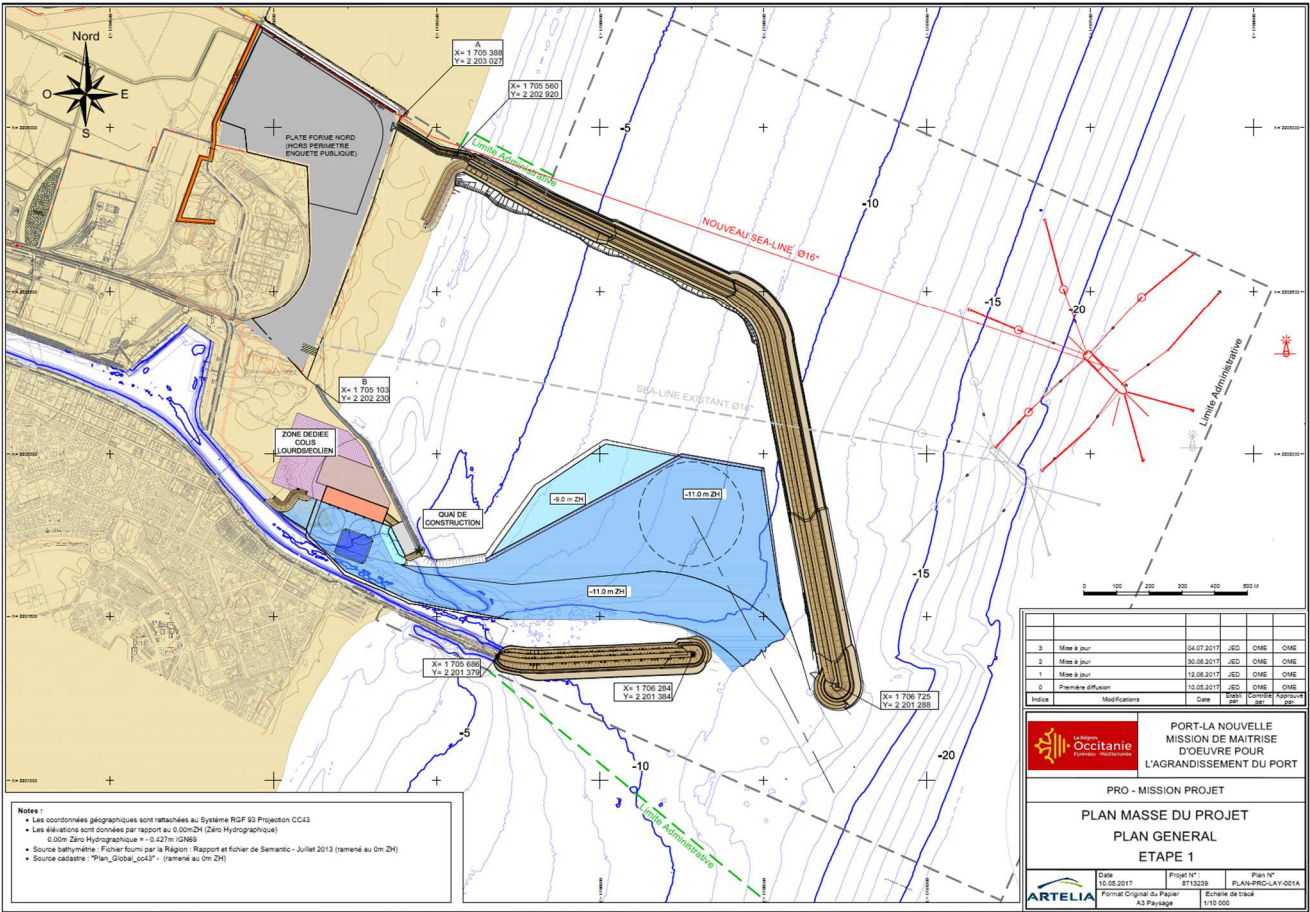 Nord
O
E
S
A
X= 1 705 388
Y= 2 203 027
X= 1 705 560
Y= 2 202 920
PLATE FORME NORD
(HORS PERIMETRE
ENQUETE PUBLIQUE)
Limite Administrative
-5
-10
NOUVEAU SEA-LINE Ø16"
-15
-20
Limite Administrative
B
X= 1 705 103
Y= 2 202 230
SEA-LINE EXISTANT Ø16"
ZONE DEDIEE
COLIS
LOURDS/EOLIEN
QUAI DE
CONSTRUCTION
-9.0 m ZH
-11.0 m ZH
-11.0 m ZH
-15
0 100 200 300 400 500 M
X= 1 705 686
Y= 2 201 379
X= 1 706 284
Y= 2 201 384
X= 1 706 725
Y= 2 201 288
-5
-10
-20
Limite Administrative
Notes :
• Les coordonnées géographiques sont rattachées au Système RGF 93 Projection CC43
• Les élévations sont données par rapport au 0.00mZH (Zéro Hydrographique)
0.00m Zéro Hydrographique = - 0.427m IGN69
• Source bathymétrie : Fichier fourni par la Région : Rapport et fichier de Semantic - Juillet 2013 (ramené au 0m ZH)
• Source cadastre : "Plan_Global_cc43" - (ramené au 0m ZH)
3 Mise à jour 04.07.2017 JED OME OME
2 Mise à jour 30.06.2017 JED OME OME
1 Mise à jour 12.06.2017 JED OME OME
0 Première diffusion 10.05.2017 JED OME OME
Indice Modifications Date Etabli par Contrôlé par Approuvé par
La Région
Occitanie
Pyrénées - Méditerranée
PORT-LA NOUVELLE
MISSION DE MAITRISE
D'OEUVRE POUR
L'AGRANDISSEMENT DU PORT
PRO - MISSION PROJET
PLAN MASSE DU PROJET
PLAN GENERAL
ETAPE 1
ARTELIA
Date
10.05.2017
Projet N° :
8713239
Plan N°
PLAN-PRO-LAY-001A
Format Original du Papier
A3 Paysage
Echelle de tracé
1/10 000